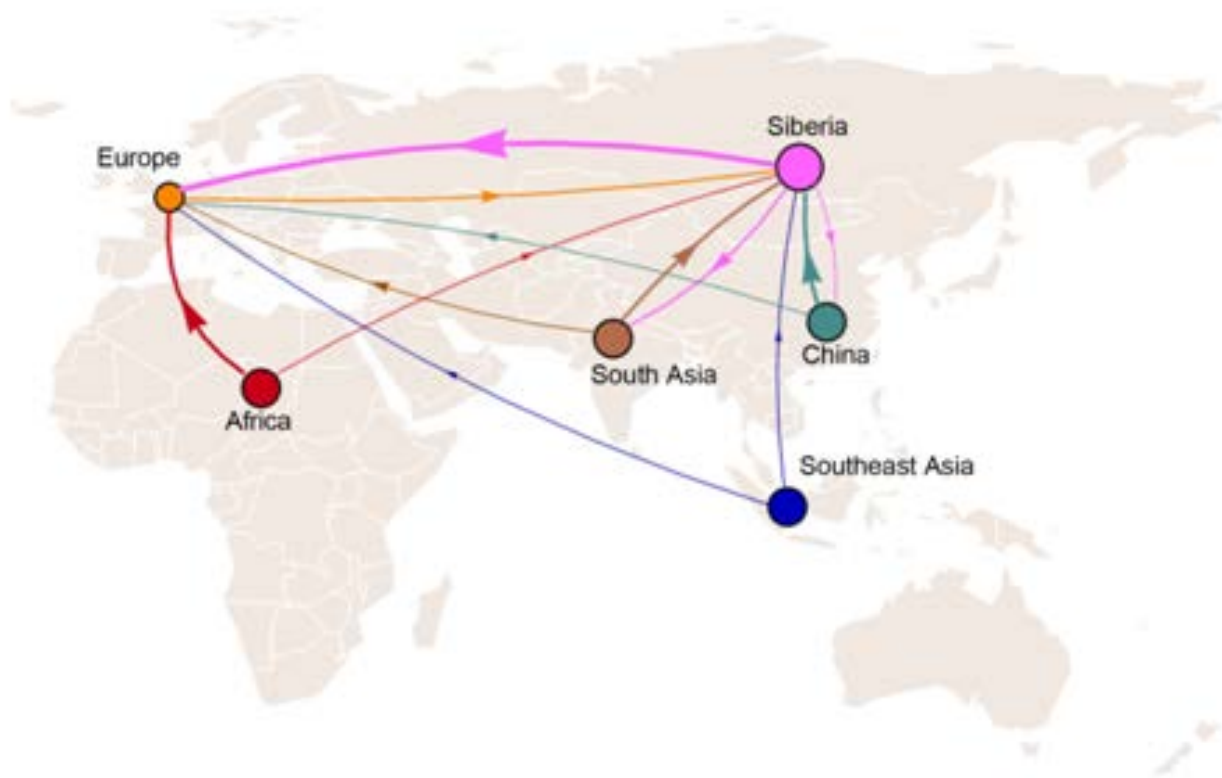 Siberia
Europe
China
South Asia
Africa
Southeast Asia